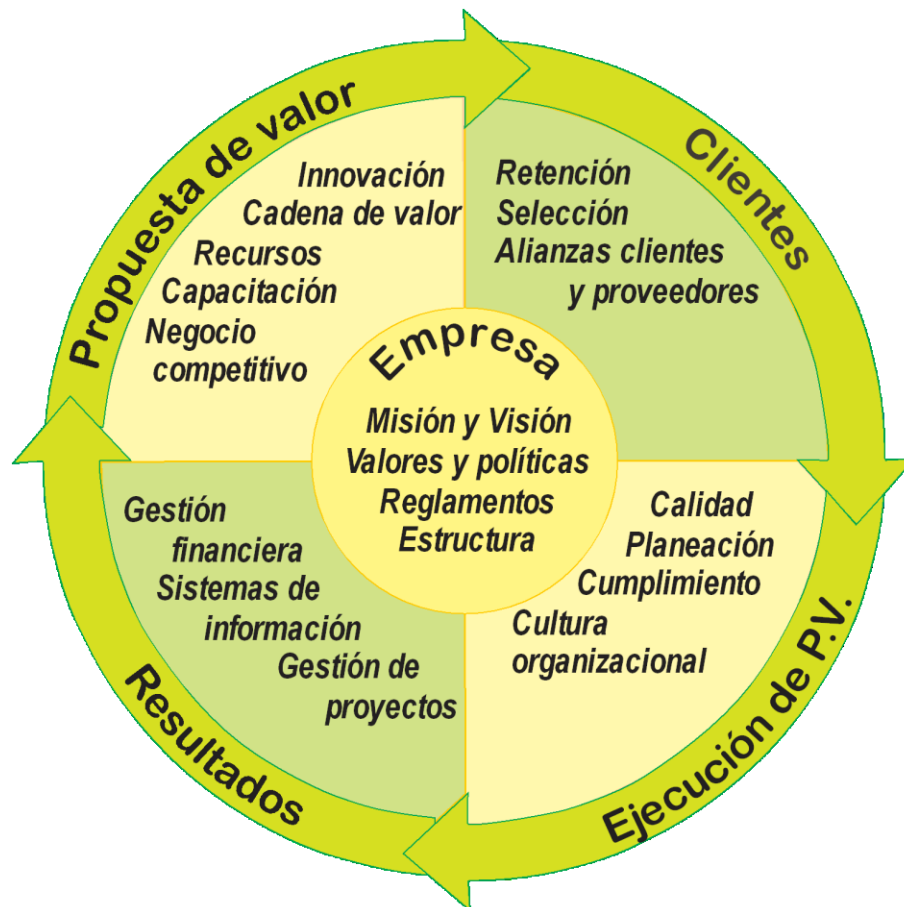 Propuesta de valor
Innovación
Cadena de valor
Recursos
Capacitación
Negocio
competitivo
Clientes
Retención
Selección
Alianzas clientes
y proveedores
Empresa
Misión y Visión
Valores y políticas
Reglamentos
Estructura
Ejecución de P.V.
Calidad
Planeación
Cumplimiento
Cultura
organizacional
Resultados
Gestión
financiera
Sistemas de
información
Gestión de
proyectos